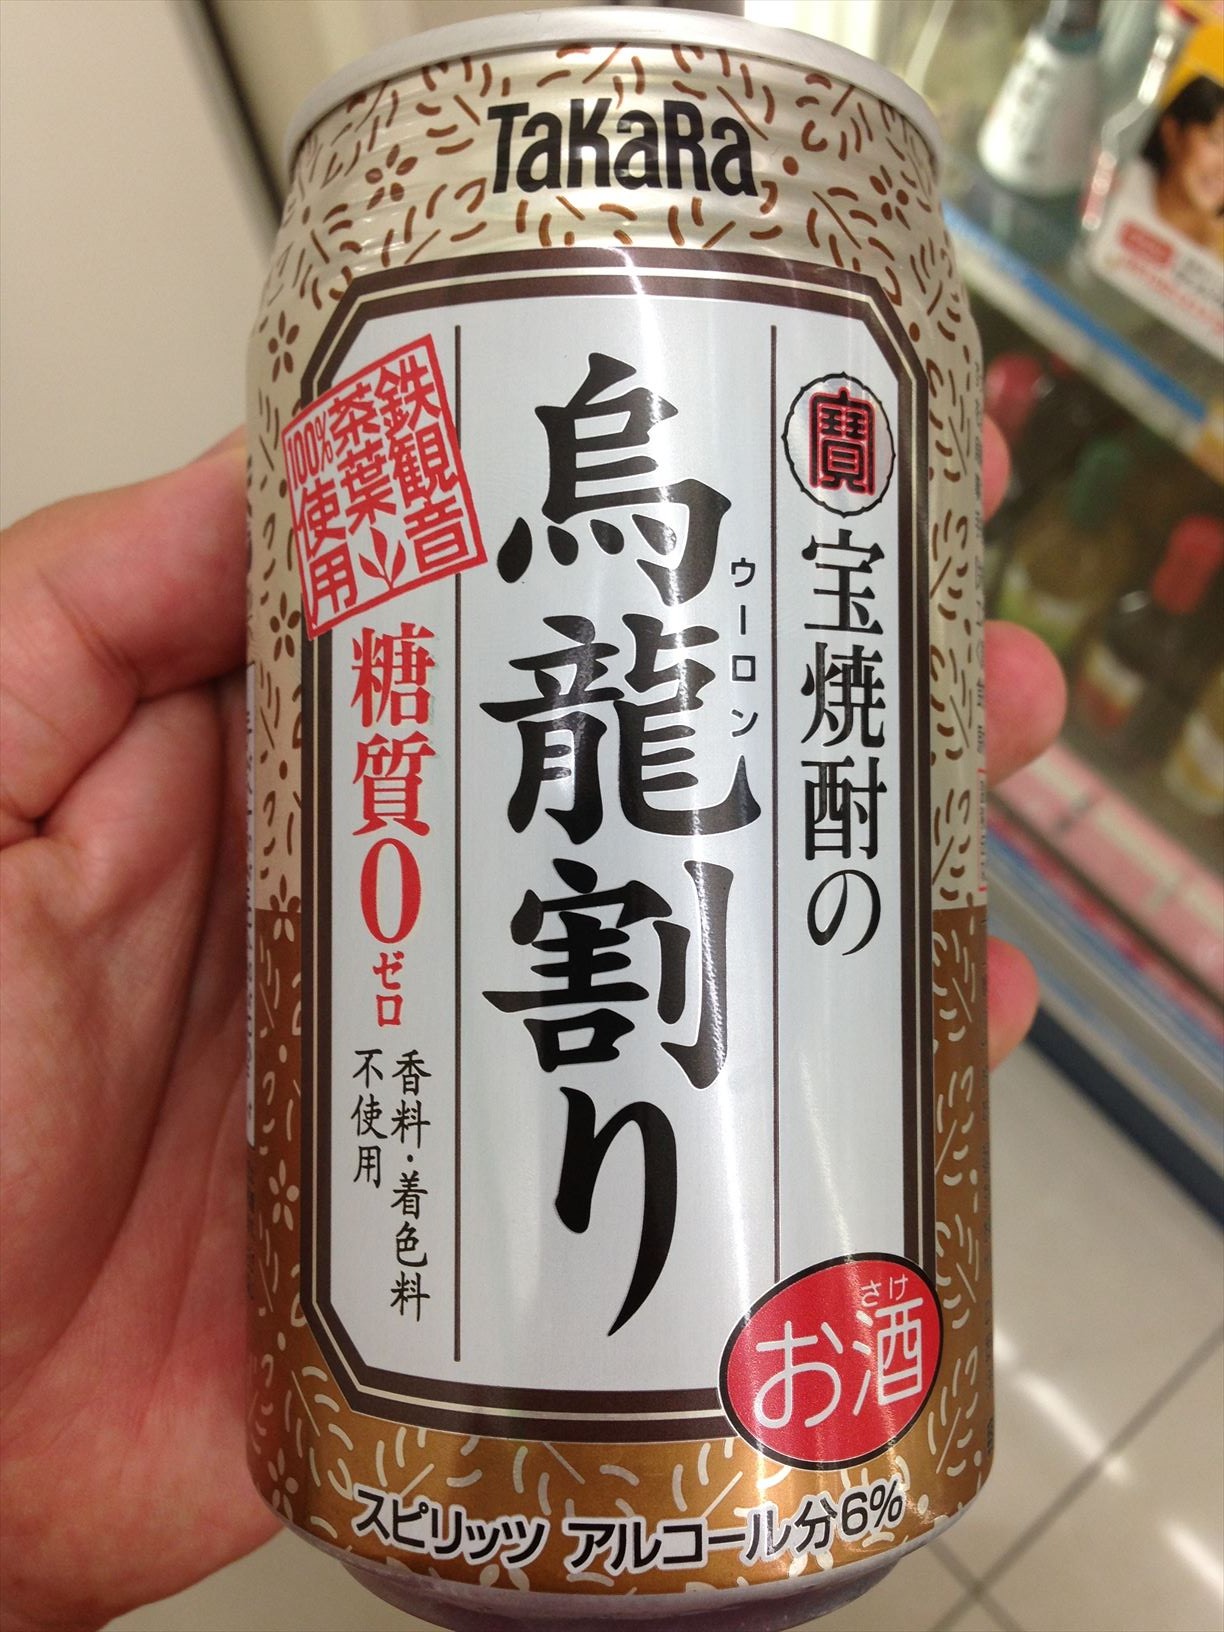 TaKaRa
寶
宝焼酎の
烏龍割り
ウーロン
鉄観音
茶葉
100%使用
糖質0
ゼロ
香料・着色料
不使用
さけ
お酒
スピリッツ アルコール分6%